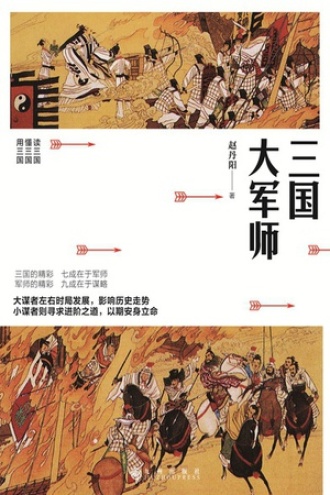 三国
大军师
赵丹阳——著
读三国
懂三国
用三国
三国的精彩　七成在于军师
军师的精彩　九成在于谋略
大谋者左右时局发展，影响历史走势
小谋者则寻求进阶之道，以期安身立命